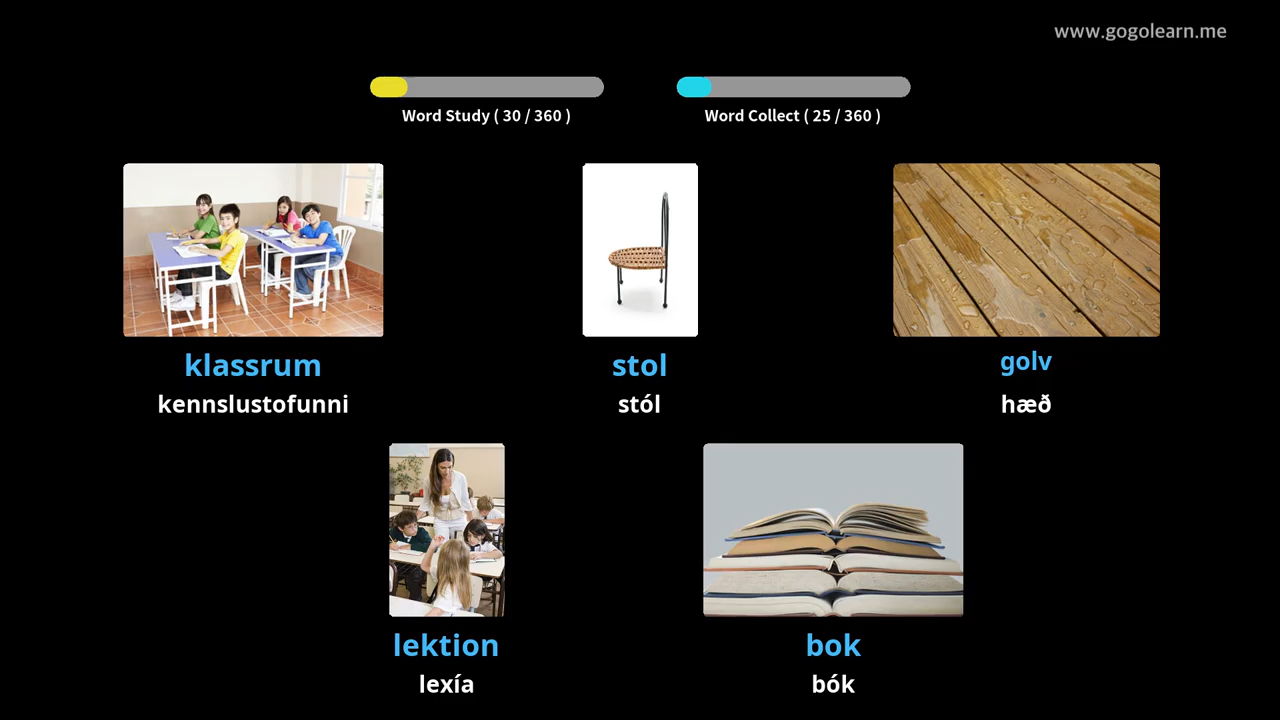 www.gogolearn.me
Word Study ( 30 / 360 )
Word Collect ( 25 / 360 )
klassrum
kennslustofunni
stol
stól
golv
hæð
lektion
lexía
bok
bók